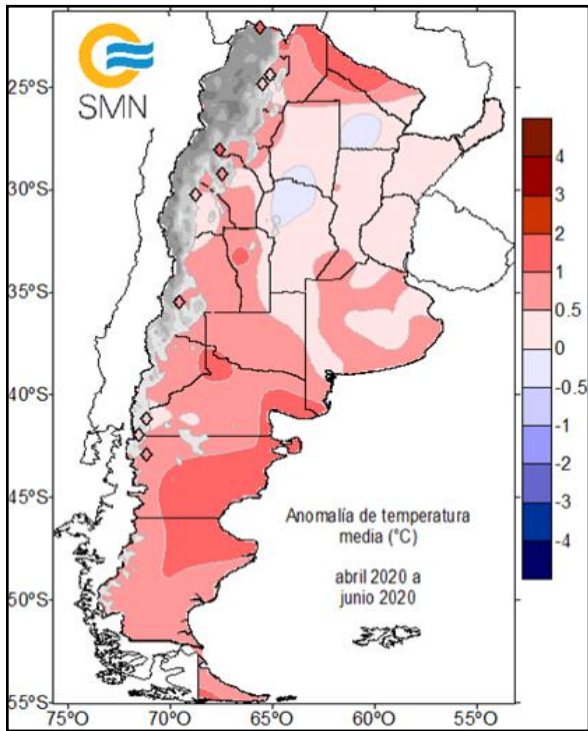 SMN
25ºS
30ºS
35ºS
40ºS
45ºS
50ºS
55ºS
75ºO
70ºO
65ºO
60ºO
55ºO
4
3
2
1
0.5
0
-0.5
-1
-2
-3
-4
Anomalía de temperatura
media (°C)
abril 2020 a
junio 2020